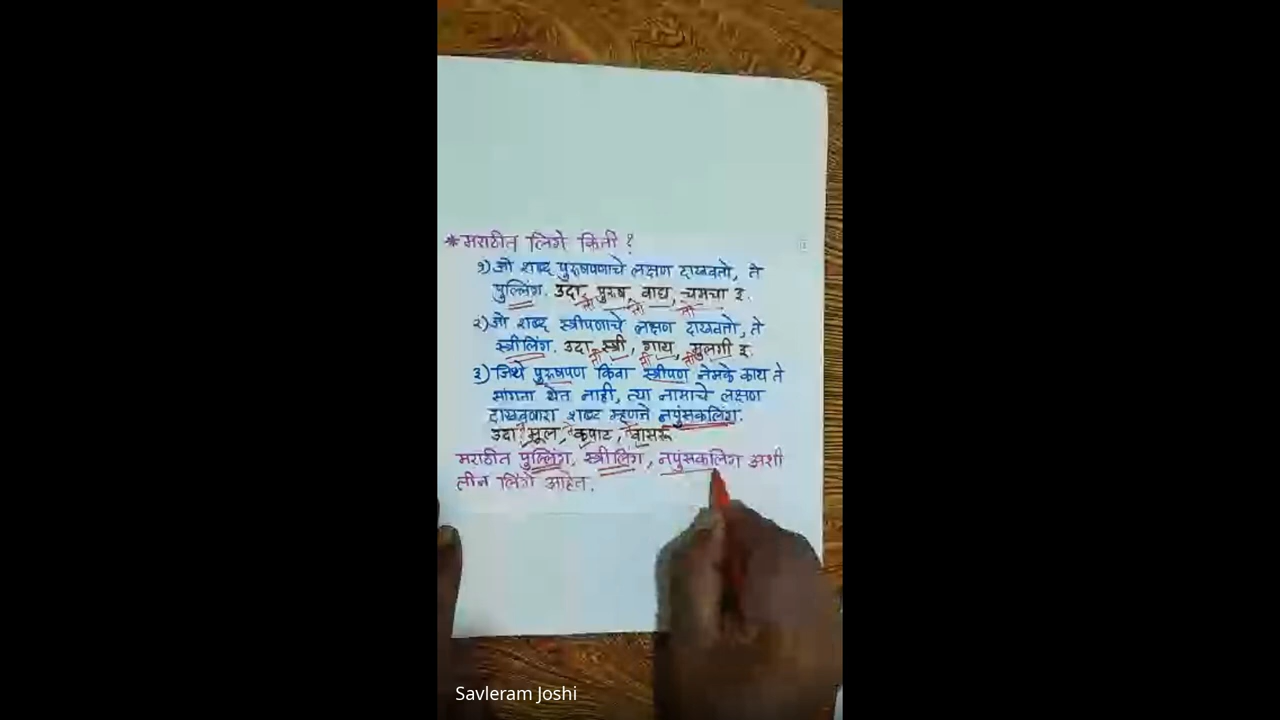 * मराठीत लिंगे किती ?
१) जो शब्द पुरुषपणाचे लक्षण दाखवतो, ते
पुल्लिंग. उदा. पुरुष, वाघ, चमचा इ.
तो तो तो
२) जो शब्द स्त्रीपणाचे लक्षण दाखवतो, ते
स्त्रीलिंग. उदा. स्त्री, गाय, मुलगी इ.
ती ती ती
३) जिथे पुरुषपण किंवा स्त्रीपण नेमके काय ते
सांगता येत नाही, त्या नामाचे लक्षण
दाखवणारा शब्द म्हणजे नपुंसकलिंग.
उदा. मूल, कपाट, वासरू
मराठीत पुल्लिंग, स्त्रीलिंग, नपुंसकलिंग अशी
तीन लिंगे आहेत.
Savleram Joshi